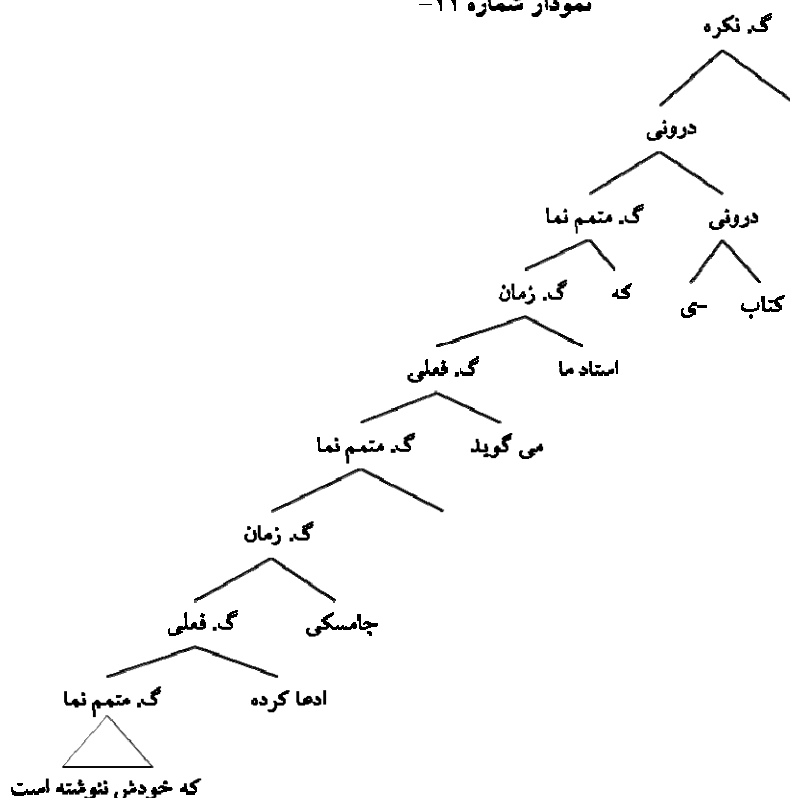 نمودار شماره ۲۲-
گ. نکره
درونی
درونی گ. متمم نما
کتاب -ی که گ. زمان
استاد ما گ. فعلی
می گوید گ. متمم نما
گ. زمان
چامسکی گ. فعلی
ادعا کرده گ. متمم نما
که خودش ننوشته است